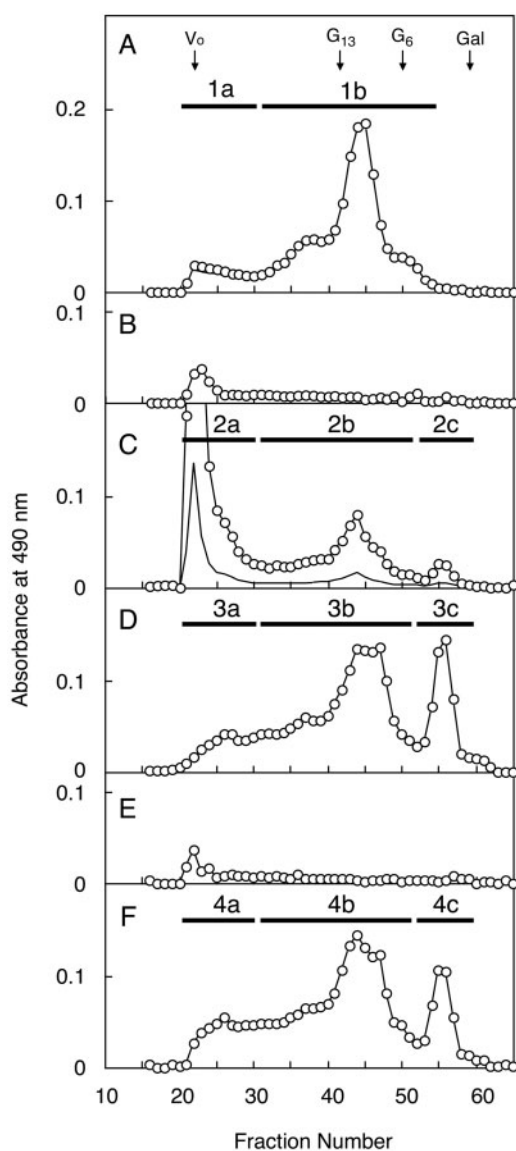 A
Vo G13 G6 Gal
1a 1b
0.2
0.1
0
B
0.1
0
C
2a 2b 2c
0.1
0
D
3a 3b 3c
0.1
0
E
0.1
0
F
4a 4b 4c
0.1
0
10 20 30 40 50 60
Absorbance at 490 nm
Fraction Number